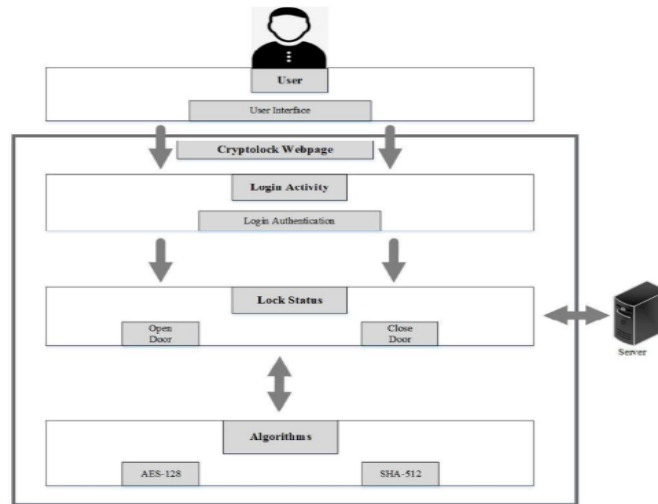 User
User Interface
Cryptolock Webpage
Login Activity
Login Authentication
Lock Status
Open
Door
Close
Door
Server
Algorithms
AES-128
SHA-512